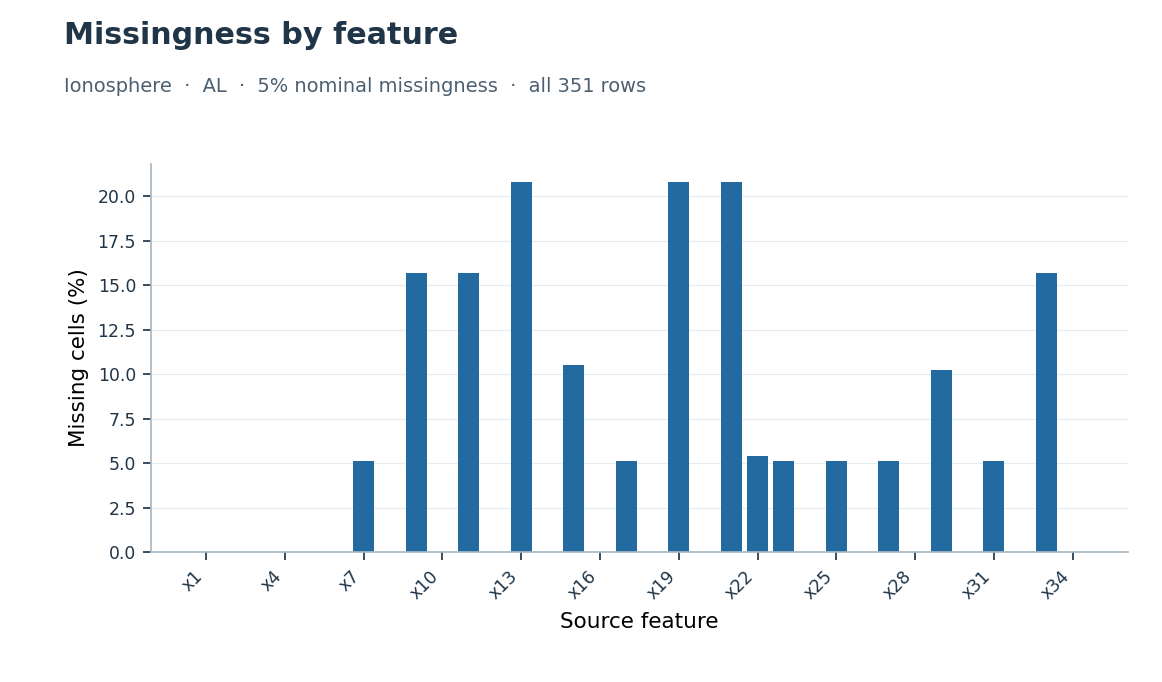 Missingness by feature
Ionosphere · AL · 5% nominal missingness · all 351 rows
Missing cells (%)
20.0
17.5
15.0
12.5
10.0
7.5
5.0
2.5
0.0
x1 x4 x7 x10 x13 x16 x19 x22 x25 x28 x31 x34
Source feature